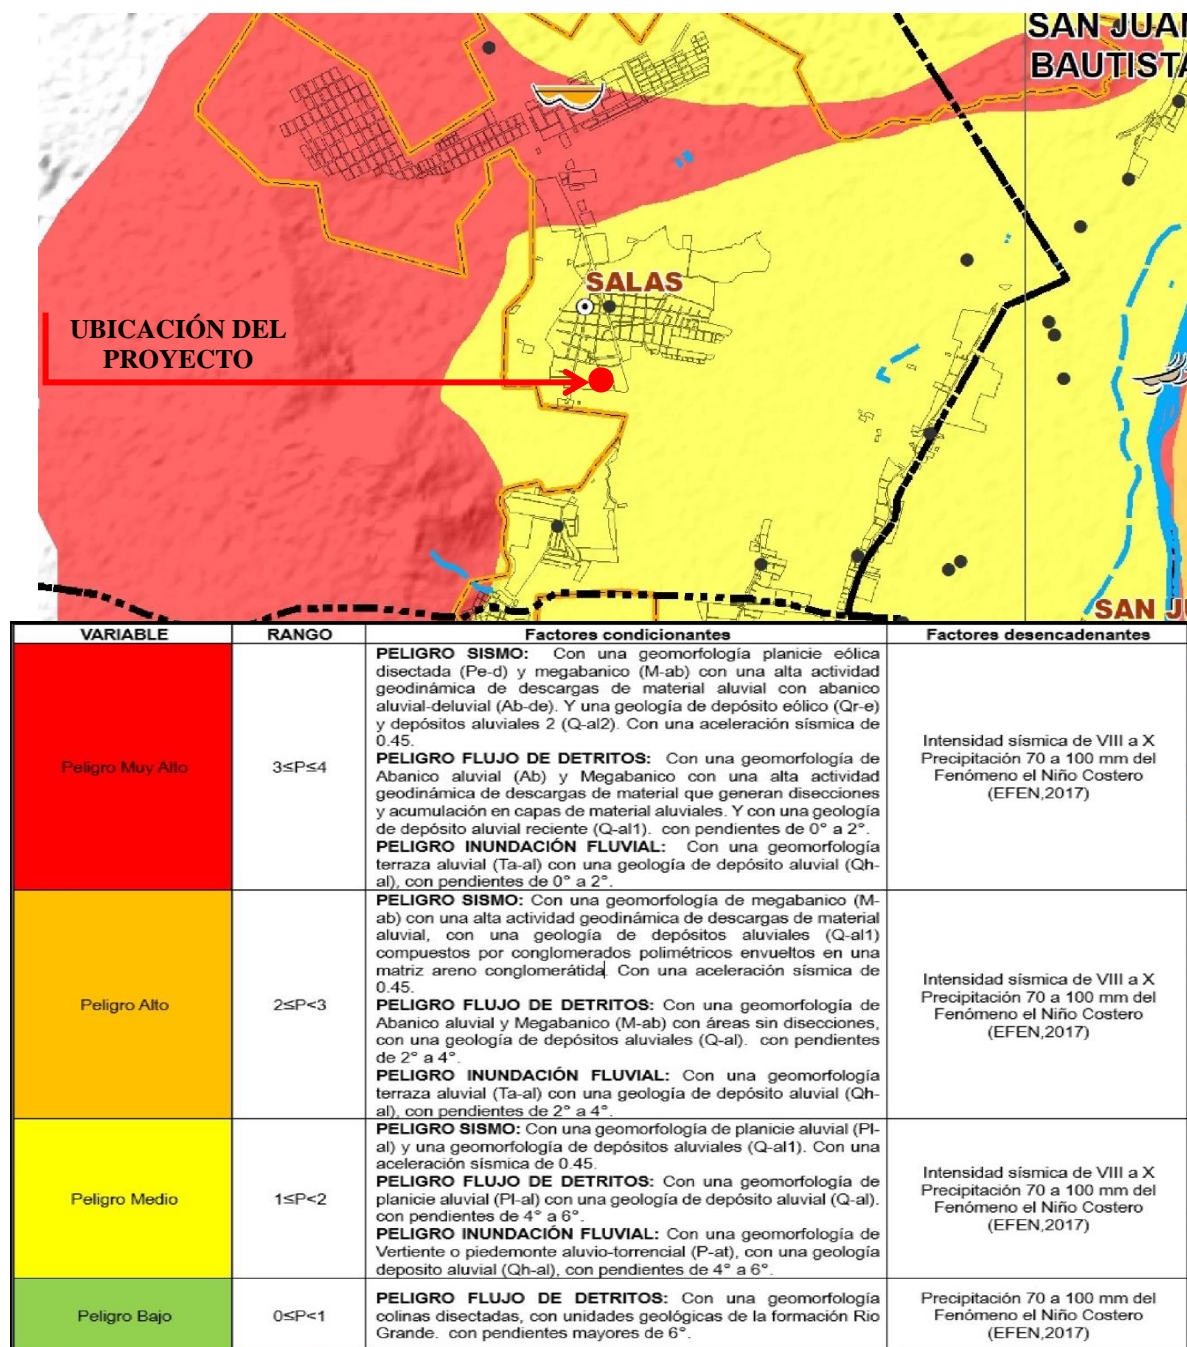 SAN JUAN
BAUTISTA
SALAS
UBICACIÓN DEL
PROYECTO
SAN JU
VARIABLE RANGO Factores condicionantes Factores desencadenantes
Peligro Muy Alto
3≤P≤4
PELIGRO SISMO: Con una geomorfología planicie eólica
disectada (Pe-d) y megabanico (M-ab) con una alta actividad
geodinámica de descargas de material aluvial con abanico
aluvial-deluvial (Ab-de). Y una geología de depósito eólico (Qr-e)
y depósitos aluviales 2 (Q-al2). Con una aceleración sísmica de
0.45.
PELIGRO FLUJO DE DETRITOS: Con una geomorfología de
Abanico aluvial (Ab) y Megabanico con una alta actividad
geodinámica de descargas de material que generan disecciones
y acumulación en capas de material aluviales. Y con una geología
de depósito aluvial reciente (Q-al1). con pendientes de 0° a 2°.
PELIGRO INUNDACIÓN FLUVIAL: Con una geomorfología
terraza aluvial (Ta-al) con una geología de depósito aluvial (Qh-
al), con pendientes de 0° a 2°.
Intensidad sísmica de VIII a X
Precipitación 70 a 100 mm del
Fenómeno el Niño Costero
(EFEN,2017)
Peligro Alto
2≤P<3
PELIGRO SISMO: Con una geomorfología de megabanico (M-
ab) con una alta actividad geodinámica de descargas de material
aluvial, con una geología de depósitos aluviales (Q-al1)
compuestos por conglomerados polimétricos envueltos en una
matriz areno conglomerátida. Con una aceleración sísmica de
0.45.
PELIGRO FLUJO DE DETRITOS: Con una geomorfología de
Abanico aluvial y Megabanico (M-ab) con áreas sin disecciones,
con una geología de depósitos aluviales (Q-al). con pendientes
de 2° a 4°.
PELIGRO INUNDACIÓN FLUVIAL: Con una geomorfología
terraza aluvial (Ta-al) con una geología de depósito aluvial (Qh-
al), con pendientes de 2° a 4°.
Intensidad sísmica de VIII a X
Precipitación 70 a 100 mm del
Fenómeno el Niño Costero
(EFEN,2017)
Peligro Medio
1≤P<2
PELIGRO SISMO: Con una geomorfología de planicie aluvial (Pl-
al) y una geomorfología de depósitos aluviales (Q-al1). Con una
aceleración sísmica de 0.45.
PELIGRO FLUJO DE DETRITOS: Con una geomorfología de
planicie aluvial (Pl-al) con una geología de depósito aluvial (Q-al).
con pendientes de 4° a 6°.
PELIGRO INUNDACIÓN FLUVIAL: Con una geomorfología de
Vertiente o piedemonte aluvio-torrencial (P-at), con una geología
deposito aluvial (Qh-al), con pendientes de 4° a 6°.
Intensidad sísmica de VIII a X
Precipitación 70 a 100 mm del
Fenómeno el Niño Costero
(EFEN,2017)
Peligro Bajo
0≤P<1
PELIGRO FLUJO DE DETRITOS: Con una geomorfología
colinas disectadas, con unidades geológicas de la formación Rio
Grande. con pendientes mayores de 6°.
Precipitación 70 a 100 mm del
Fenómeno el Niño Costero
(EFEN,2017)